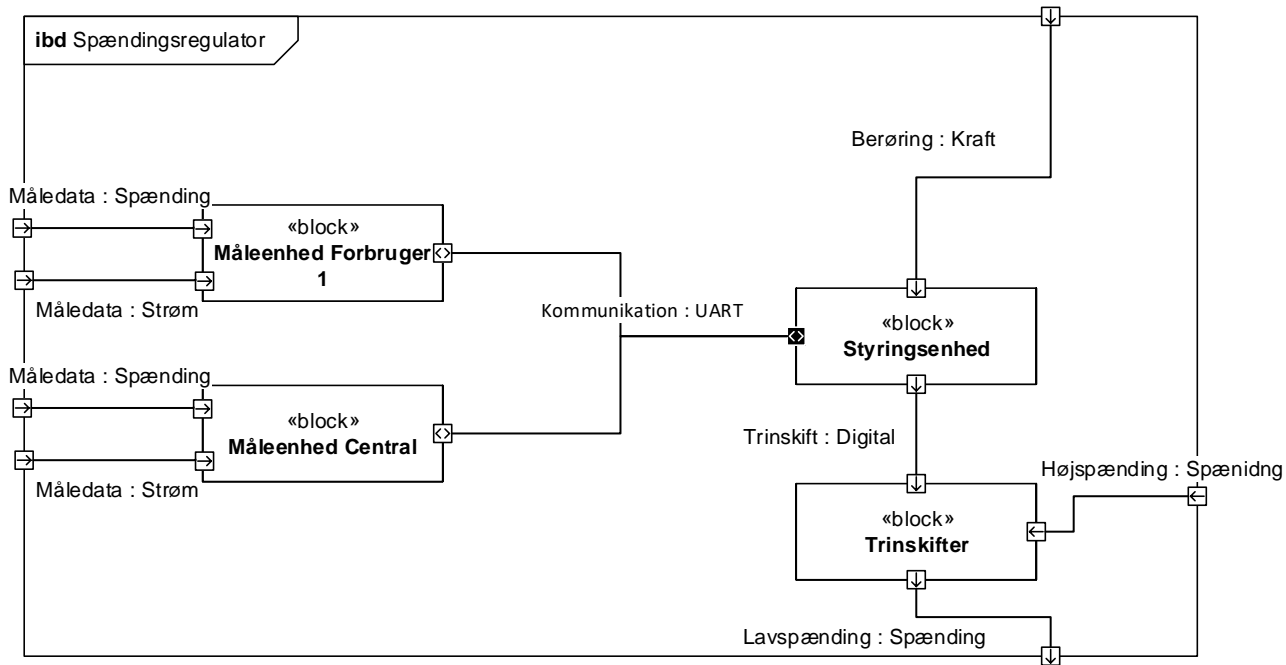 ibd Spændingsregulator
Berøring : Kraft
Måledata : Spænding
«block»
Måleenhed Forbruger
1
Måledata : Strøm
Kommunikation : UART
«block»
Styringsenhed
Måledata : Spænding
«block»
Måleenhed Central
Måledata : Strøm
Trinskift : Digital
Højspænding : Spænidng
«block»
Trinskifter
Lavspænding : Spænding